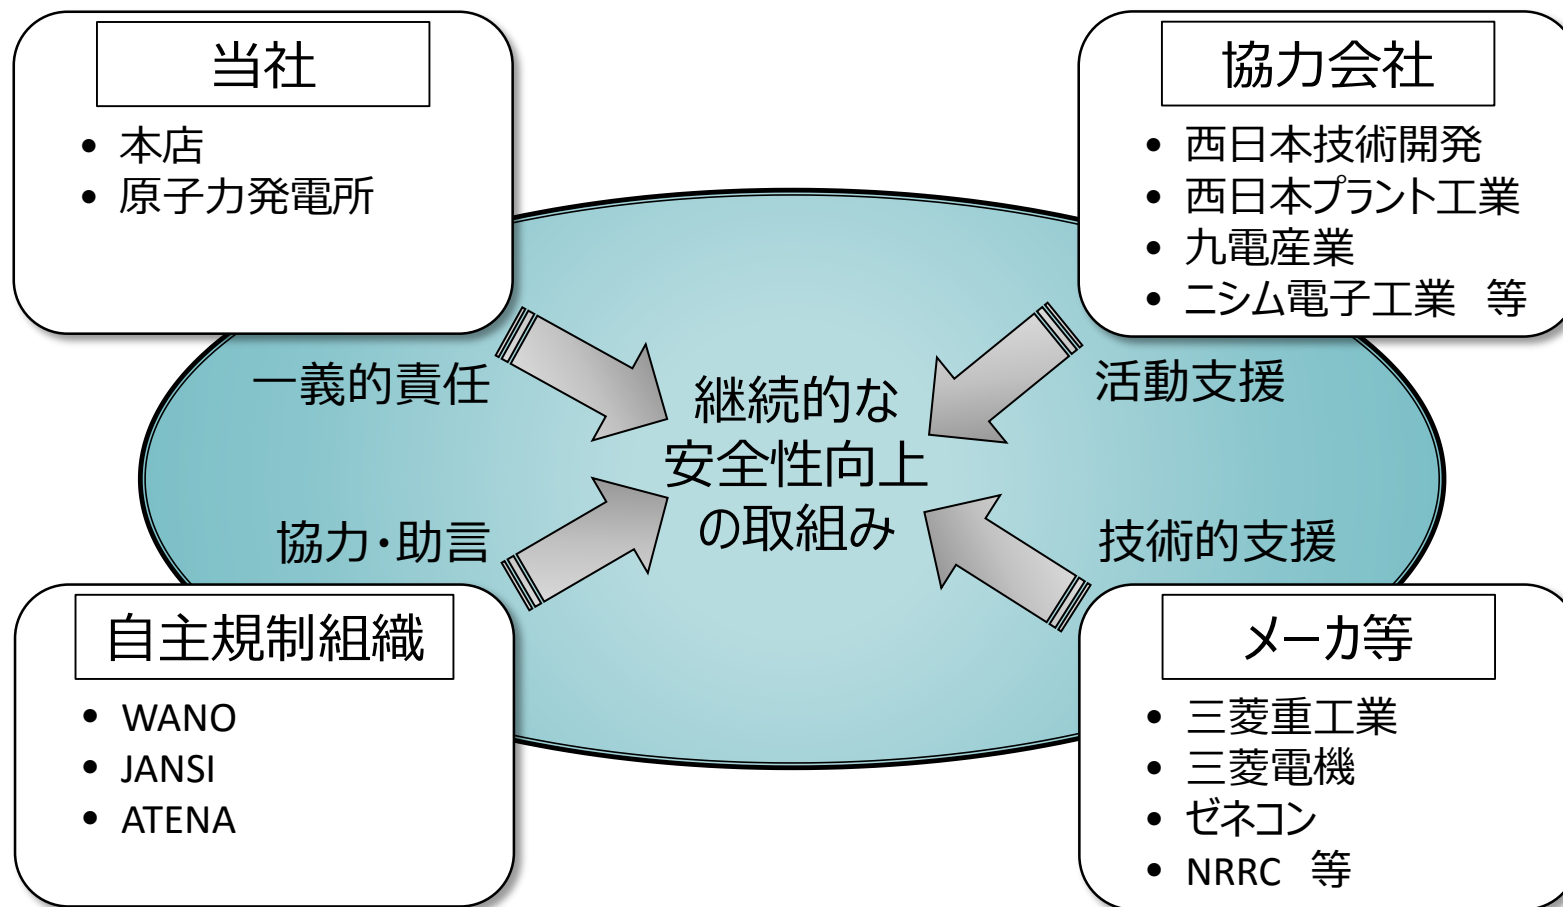 当社
• 本店
• 原子力発電所
協力会社
• 西日本技術開発
• 西日本プラント工業
• 九電産業
• ニシム電子工業　等
一義的責任
活動支援
継続的な
安全性向上
の取組み
協力・助言
技術的支援
自主規制組織
• WANO
• JANSI
• ATENA
メーカ等
• 三菱重工業
• 三菱電機
• ゼネコン
• NRRC　等